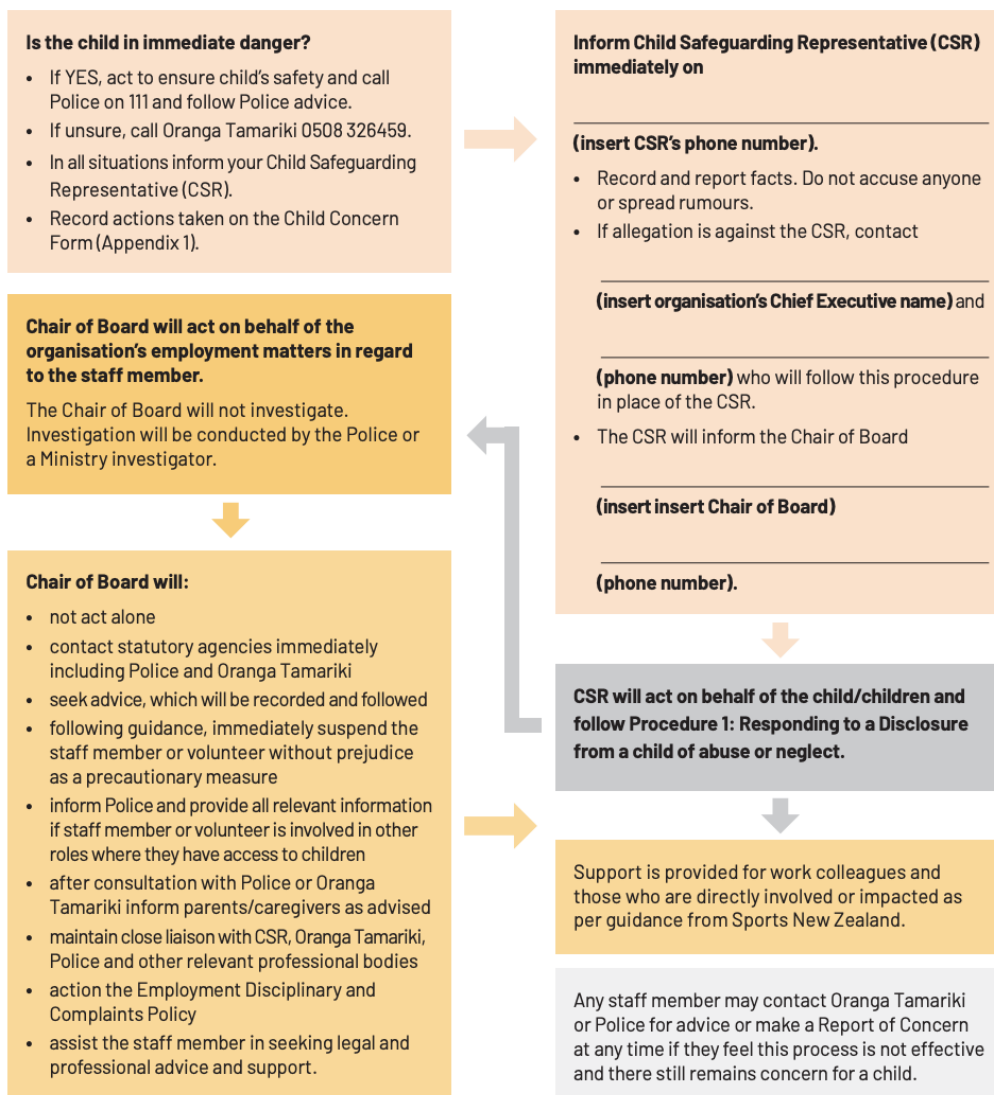 Is the child in immediate danger?
• If YES, act to ensure child's safety and call
Police on 111 and follow Police advice.
• If unsure, call Oranga Tamariki 0508 326459.
• In all situations inform your Child Safeguarding
Representative (CSR).
• Record actions taken on the Child Concern
Form (Appendix 1).
Inform Child Safeguarding Representative (CSR)
immediately on
(insert CSR's phone number).
• Record and report facts. Do not accuse anyone
or spread rumours.
• If allegation is against the CSR, contact
(insert organisation's Chief Executive name) and
(phone number) who will follow this procedure
in place of the CSR.
• The CSR will inform the Chair of Board
(insert insert Chair of Board)
(phone number).
CSR will act on behalf of the child/children and
follow Procedure 1: Responding to a Disclosure
from a child of abuse or neglect.
Chair of Board will act on behalf of the
organisation's employment matters in regard
to the staff member.
The Chair of Board will not investigate.
Investigation will be conducted by the Police or
a Ministry investigator.
Chair of Board will:
• not act alone
• contact statutory agencies immediately
including Police and Oranga Tamariki
• seek advice, which will be recorded and followed
• following guidance, immediately suspend the
staff member or volunteer without prejudice
as a precautionary measure
• inform Police and provide all relevant information
if staff member or volunteer is involved in other
roles where they have access to children
• after consultation with Police or Oranga
Tamariki inform parents/caregivers as advised
• maintain close liaison with CSR, Oranga Tamariki,
Police and other relevant professional bodies
• action the Employment Disciplinary and
Complaints Policy
• assist the staff member in seeking legal and
professional advice and support.
Support is provided for work colleagues and
those who are directly involved or impacted as
per guidance from Sports New Zealand.
Any staff member may contact Oranga Tamariki
or Police for advice or make a Report of Concern
at any time if they feel this process is not effective
and there still remains concern for a child.